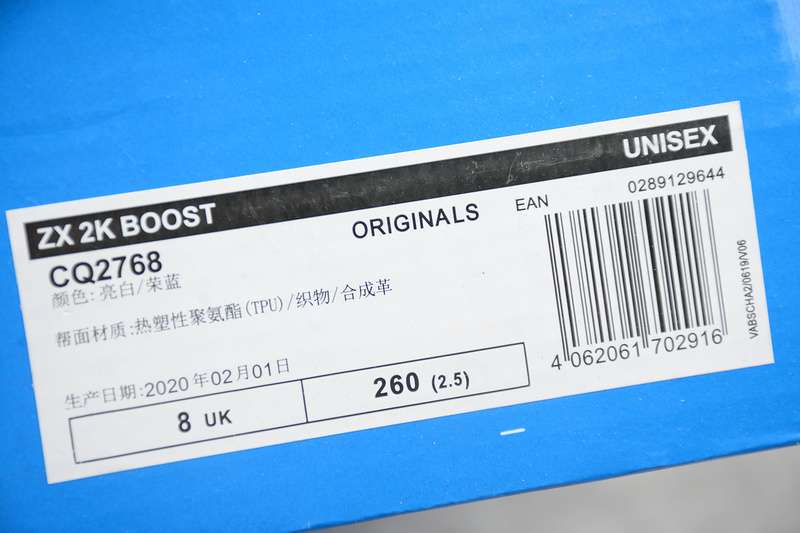 ZX 2K BOOST
UNISEX
CQ2768
ORIGINALS
EAN
0289129644
颜色: 亮白/荣蓝
帮面材质:热塑性聚氨酯(TPU)/织物/合成革
生产日期:2020年02月01日
8 UK
260 (2.5)
4 062061 702916
VABSCHA2/0619/V06